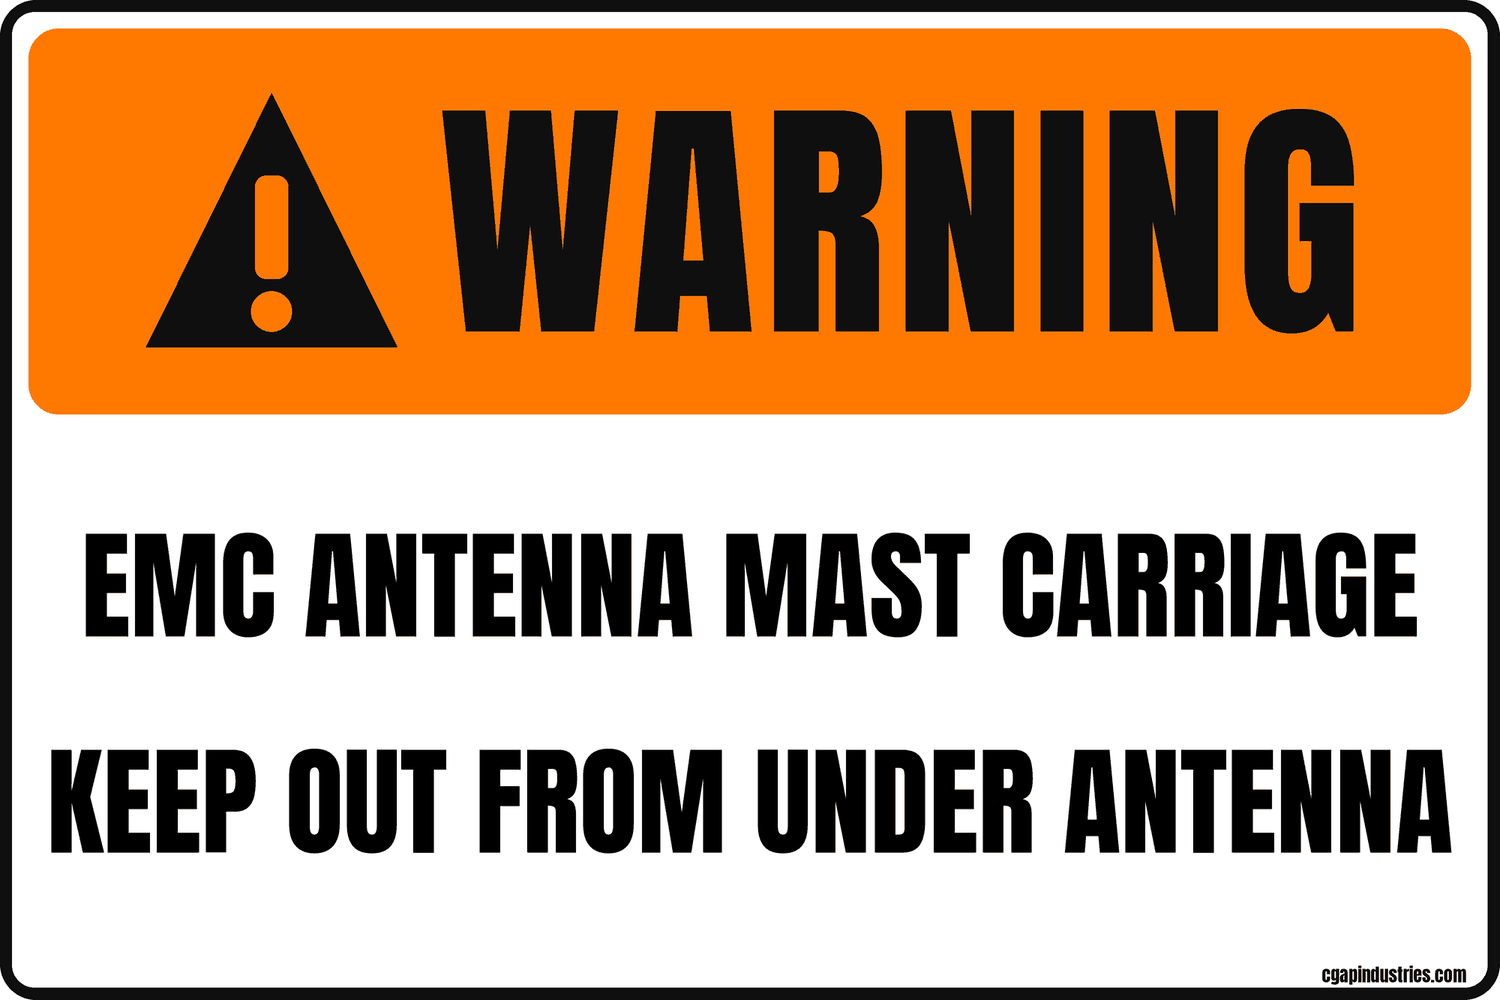 WARNING
EMC ANTENNA MAST CARRIAGE
KEEP OUT FROM UNDER ANTENNA
cgapindustries.com